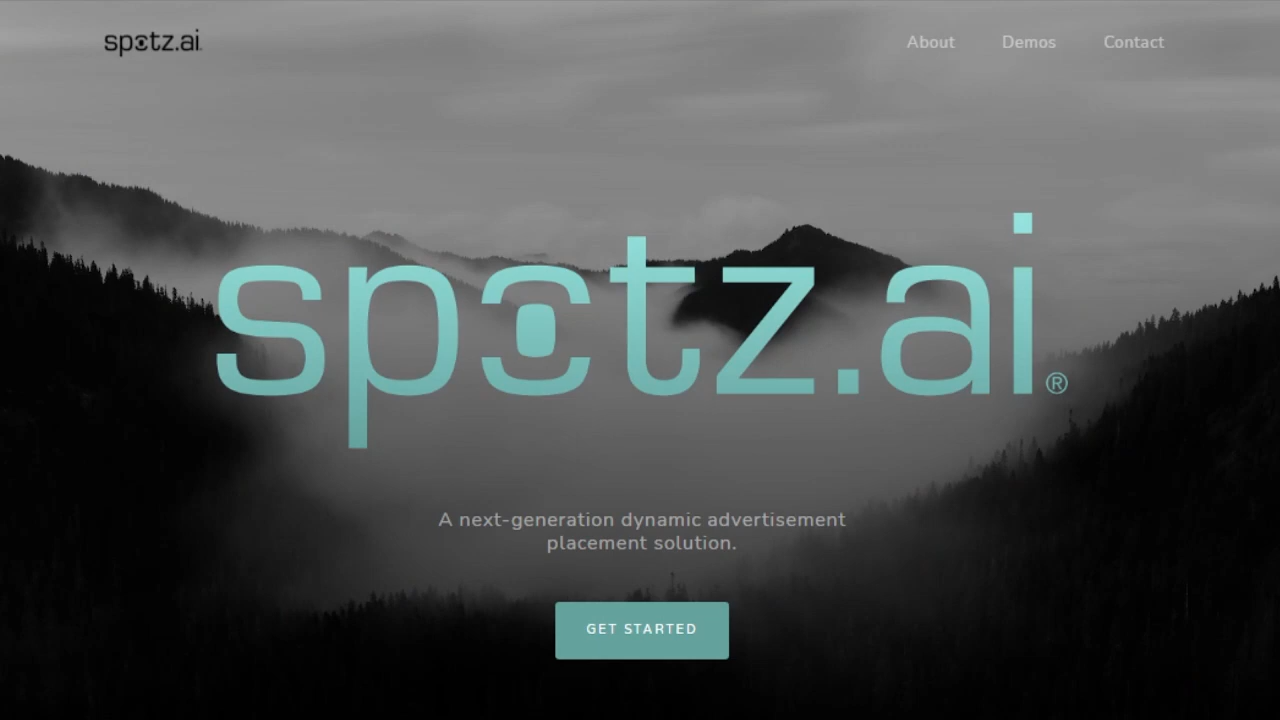 spotz.ai
About
Demos
Contact
spotz.ai®
A next-generation dynamic advertisement
placement solution.
GET STARTED